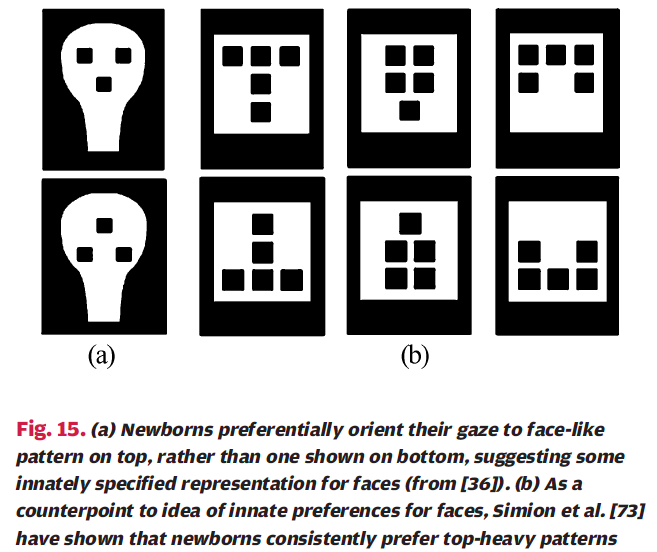 (a)
(b)
Fig. 15. (a) Newborns preferentially orient their gaze to face-like
pattern on top, rather than one shown on bottom, suggesting some
innately specified representation for faces (from [36]). (b) As a
counterpoint to idea of innate preferences for faces, Simion et al. [73]
have shown that newborns consistently prefer top-heavy patterns